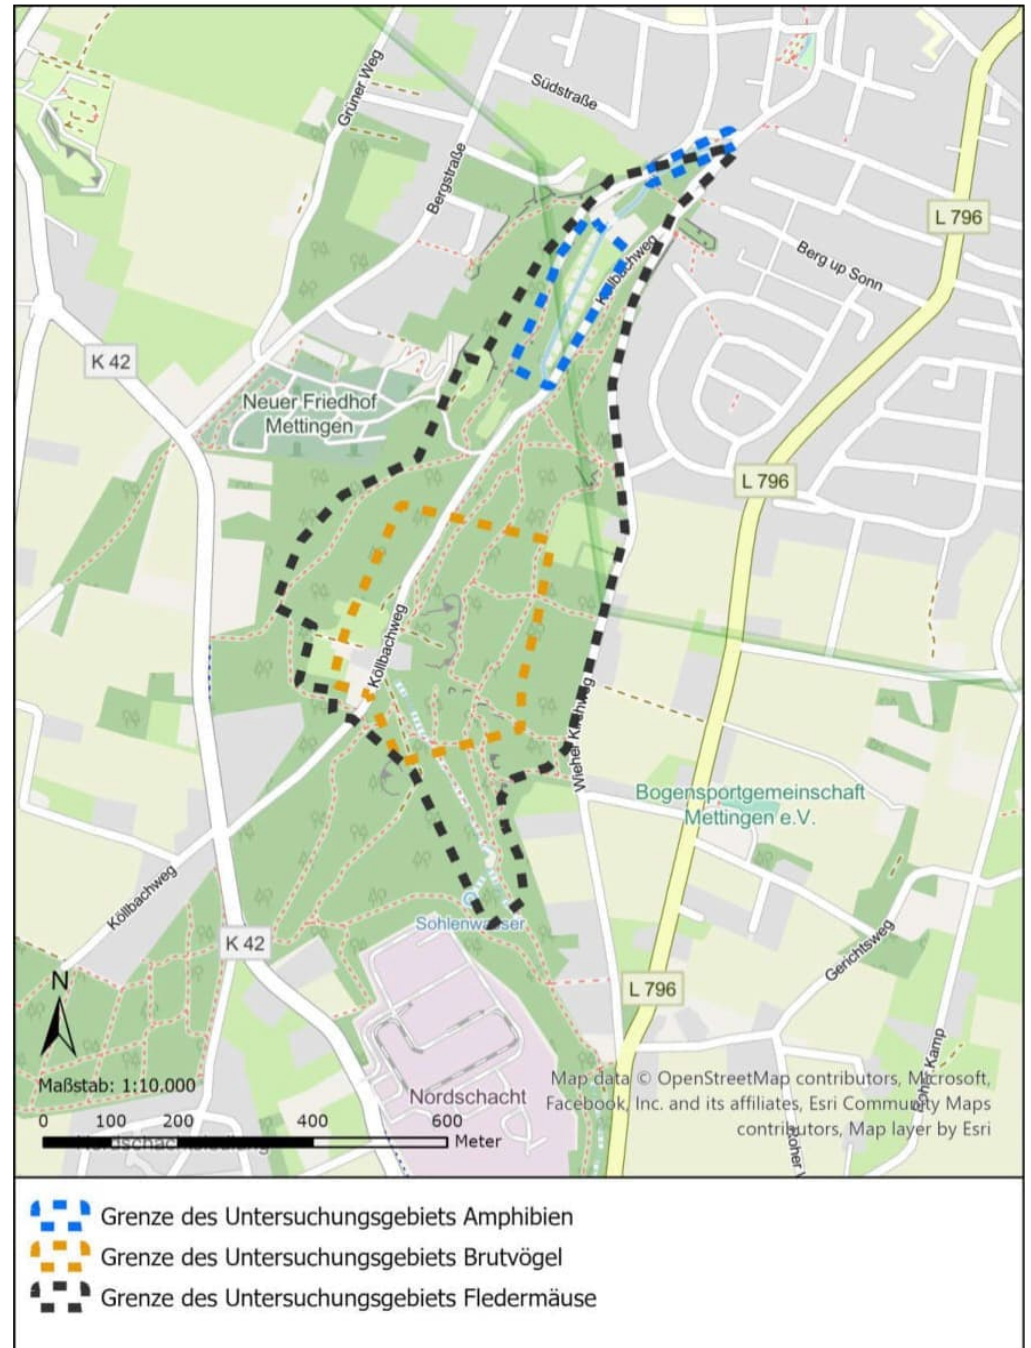 Grüner Weg
Südstraße
Bergstraße
L 796
Berg up Sonn
Köllbachweg
K 42
Neuer Friedhof
Mettingen
L 796
Köllbachweg
Wieher Kirchweg
Bogensportgemeinschaft
Mettingen e.V.
Köllbachweg
Sohlenwasser
K 42
Gerichtsweg
L 796
N
Maßstab: 1:10.000
0 100 200 400 600
Meter
Nordschachtsiedlung
Nordschacht
Map data © OpenStreetMap contributors, Microsoft,
Facebook, Inc. and its affiliates, Esri Community Maps
contributors, Map layer by Esri
Grenze des Untersuchungsgebiets Amphibien
Grenze des Untersuchungsgebiets Brutvögel
Grenze des Untersuchungsgebiets Fledermäuse